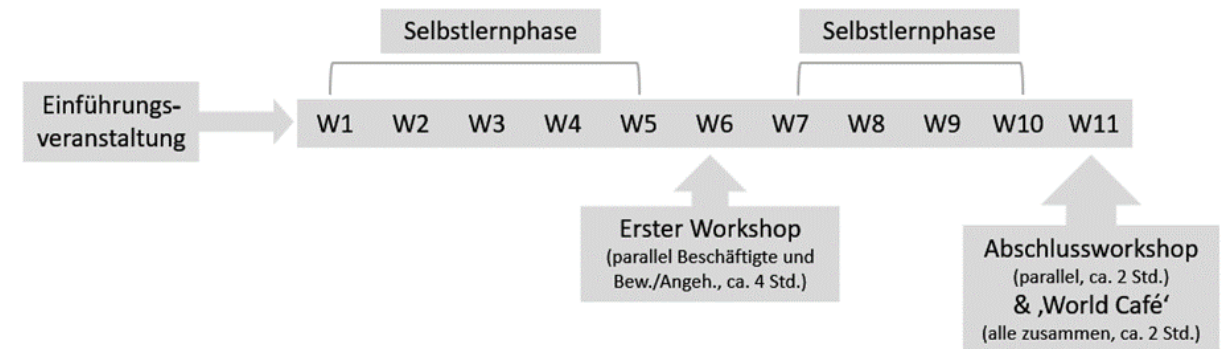 Selbstlernphase
Selbstlernphase
Einführungs-
veranstaltung
W1 W2 W3 W4 W5 W6 W7 W8 W9 W10 W11
Erster Workshop
(parallel Beschäftigte und
Bew./Angeh., ca. 4 Std.)
Abschlussworkshop
(parallel, ca. 2 Std.)
& ‚World Café‘
(alle zusammen, ca. 2 Std.)